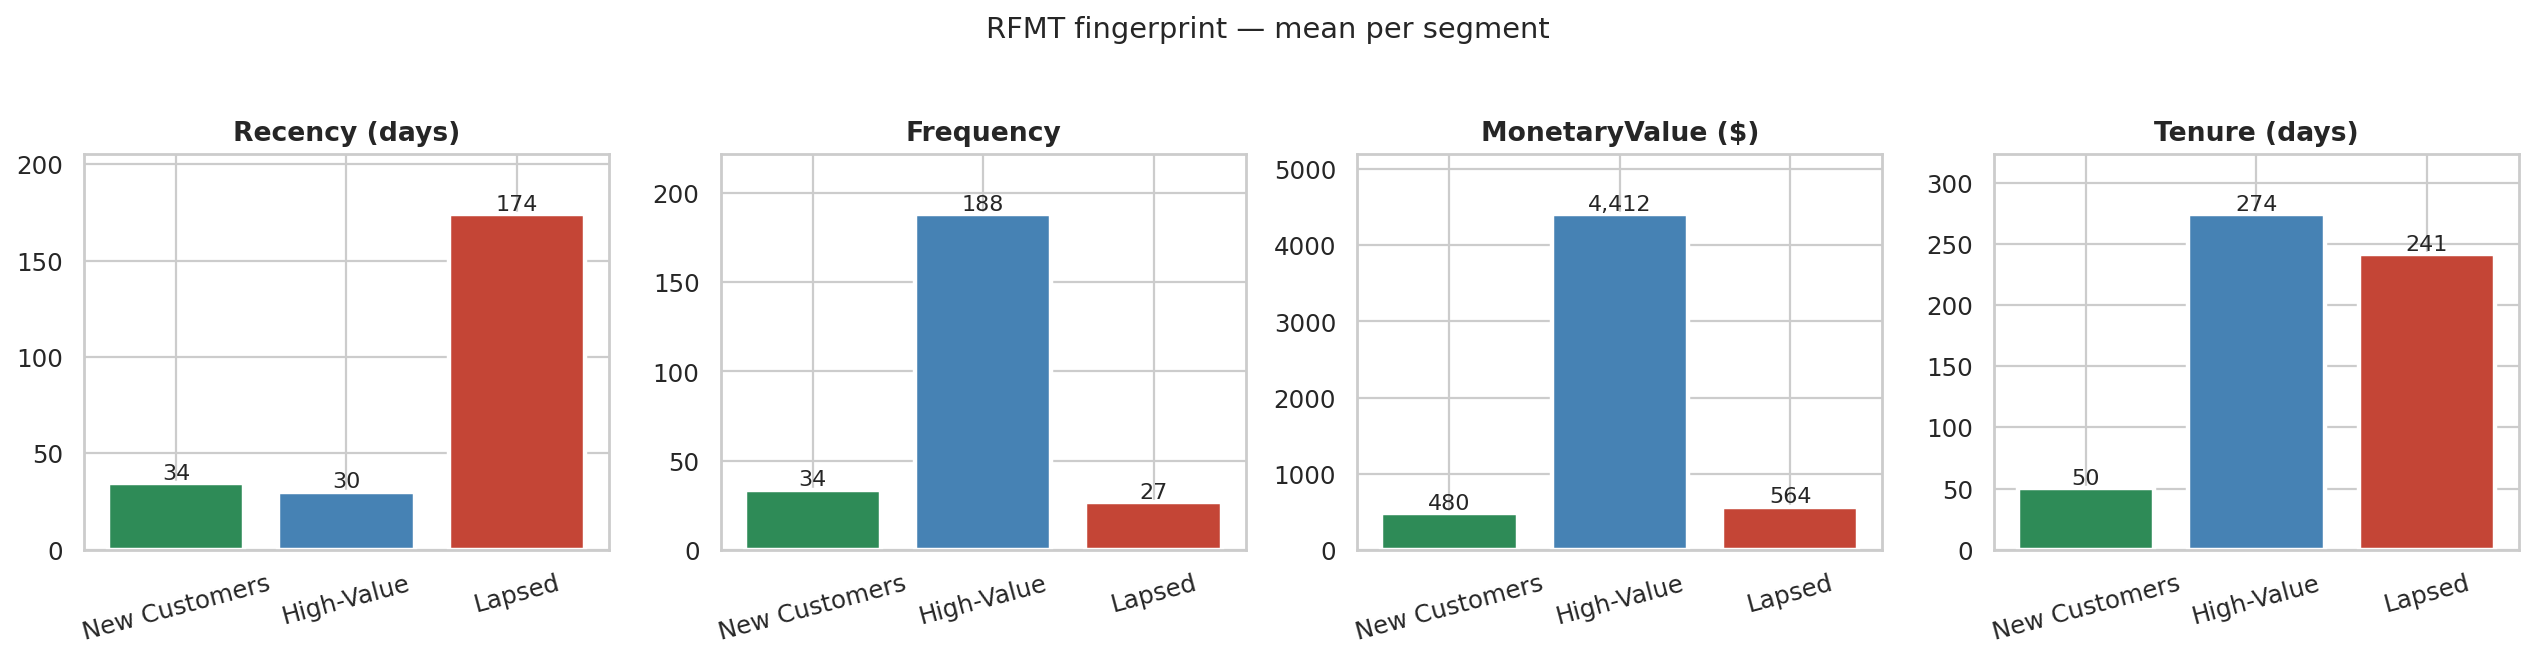 RFMT fingerprint — mean per segment
Recency (days)
200
150
100
50
0
34
30
174
New Customers
High-Value
Lapsed
Frequency
200
150
100
50
0
34
188
27
New Customers
High-Value
Lapsed
MonetaryValue ($)
5000
4000
3000
2000
1000
0
480
4,412
564
New Customers
High-Value
Lapsed
Tenure (days)
300
250
200
150
100
50
0
50
274
241
New Customers
High-Value
Lapsed